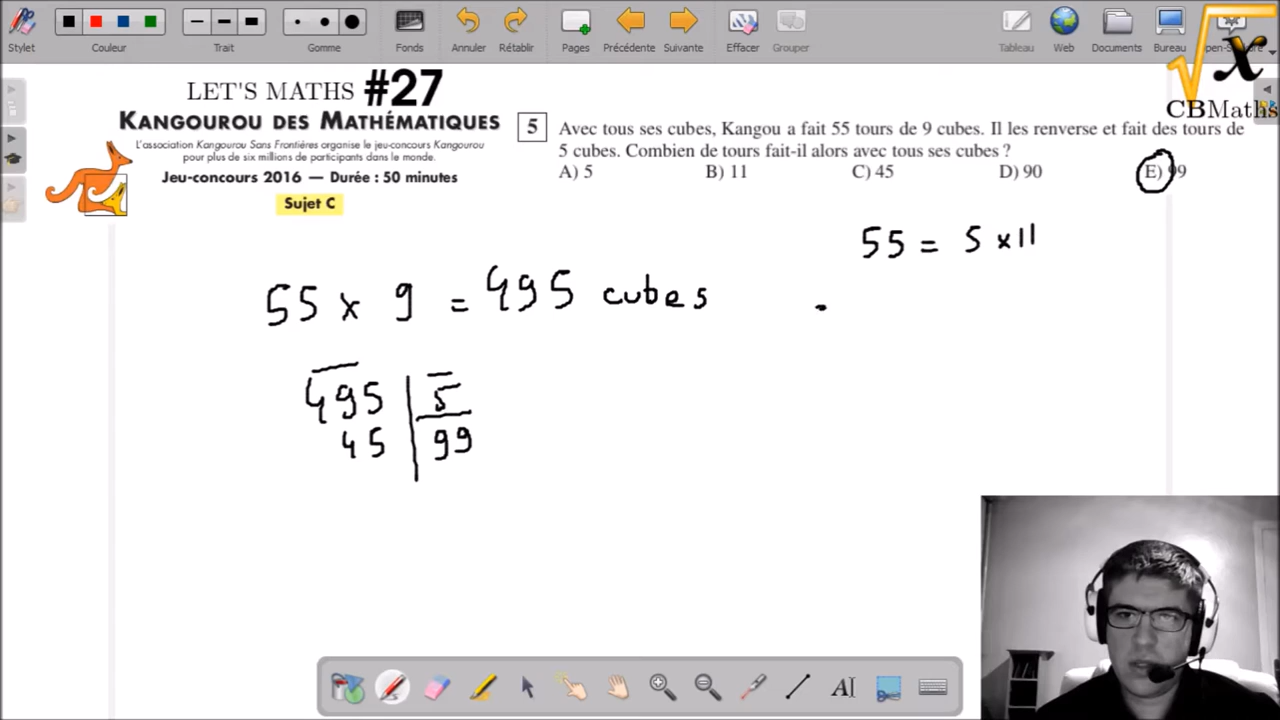 Couleur
Trait
Gomme
Stylet
Fonds
Annuler
Rétablir
Pages
Précédente
Suivante
Effacer
Grouper
Tableau
Web
Documents
Bureau
LET'S MATHS #27
KANGOUROU DES MATHÉMATIQUES
L'association Kangourou Sans Frontières organise le jeu-concours Kangourou
pour plus de six millions de participants dans le monde.
Jeu-concours 2016 — Durée : 50 minutes
Sujet C
x
CBMaths
5 Avec tous ses cubes, Kangou a fait 55 tours de 9 cubes. Il les renverse et fait des tours de
5 cubes. Combien de tours fait-il alors avec tous ses cubes ?
A) 5 B) 11 C) 45 D) 90 E) 99
55 = 5 x 11
55 x 9 = 495 cubes
495 5
45 99
AI